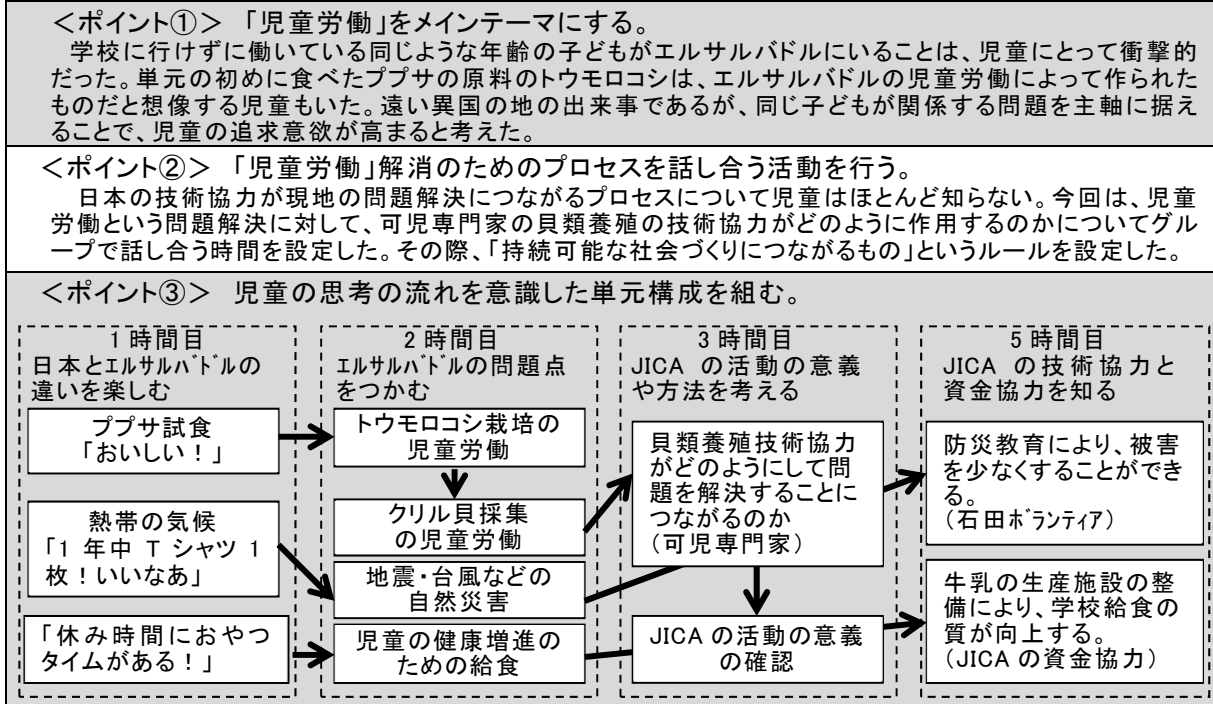 ＜ポイント①＞ 「児童労働」をメインテーマにする。
学校に行けずに働いている同じような年齢の子どもがエルサルバドルにいることは、児童にとって衝撃的
だった。単元の初めに食べたププサの原料のトウモロコシは、エルサルバドルの児童労働によって作られた
ものだと想像する児童もいた。遠い異国の地の出来事であるが、同じ子どもが関係する問題を主軸に据え
ることで、児童の追求意欲が高まると考えた。
＜ポイント②＞ 「児童労働」解消のためのプロセスを話し合う活動を行う。
日本の技術協力が現地の問題解決につながるプロセスについて児童はほとんど知らない。今回は、児童
労働という問題解決に対して、可児専門家の貝類養殖の技術協力がどのように作用するのかについてグル
ープで話し合う時間を設定した。その際、「持続可能な社会づくりにつながるもの」というルールを設定した。
＜ポイント③＞ 児童の思考の流れを意識した単元構成を組む。
1時間目
日本とｴﾙｻﾙﾊﾞﾄﾞﾙの
違いを楽しむ
ププサ試食
「おいしい！」
熱帯の気候
「1 年中 T シャツ 1
枚！いいなあ」
「休み時間におやつ
タイムがある！」
2時間目
ｴﾙｻﾙﾊﾞﾄﾞﾙの問題点
をつかむ
トウモロコシ栽培の
児童労働
クリル貝採集
の児童労働
地震・台風などの
自然災害
児童の健康増進の
ための給食
3時間目
JICA の活動の意義
や方法を考える
貝類養殖技術協力
がどのようにして問
題を解決することに
つながるのか
（可児専門家）
JICA の活動の意義
の確認
5時間目
JICA の技術協力と
資金協力を知る
防災教育により、被害
を少なくすることができ
る。
（石田ﾎﾞﾗﾝﾃｨｱ）
牛乳の生産施設の整
備により、学校給食の
質が向上する。
（JICA の資金協力）